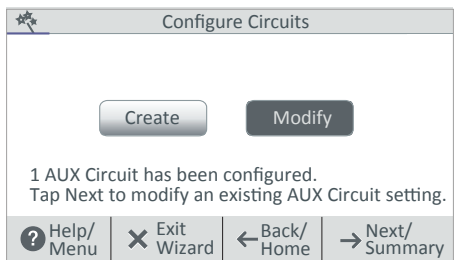 Configure Circuits
Create Modify
1 AUX Circuit has been configured.
Tap Next to modify an existing AUX Circuit setting.
? Help/ Menu
Exit Wizard
Back/ Home
Next/ Summary